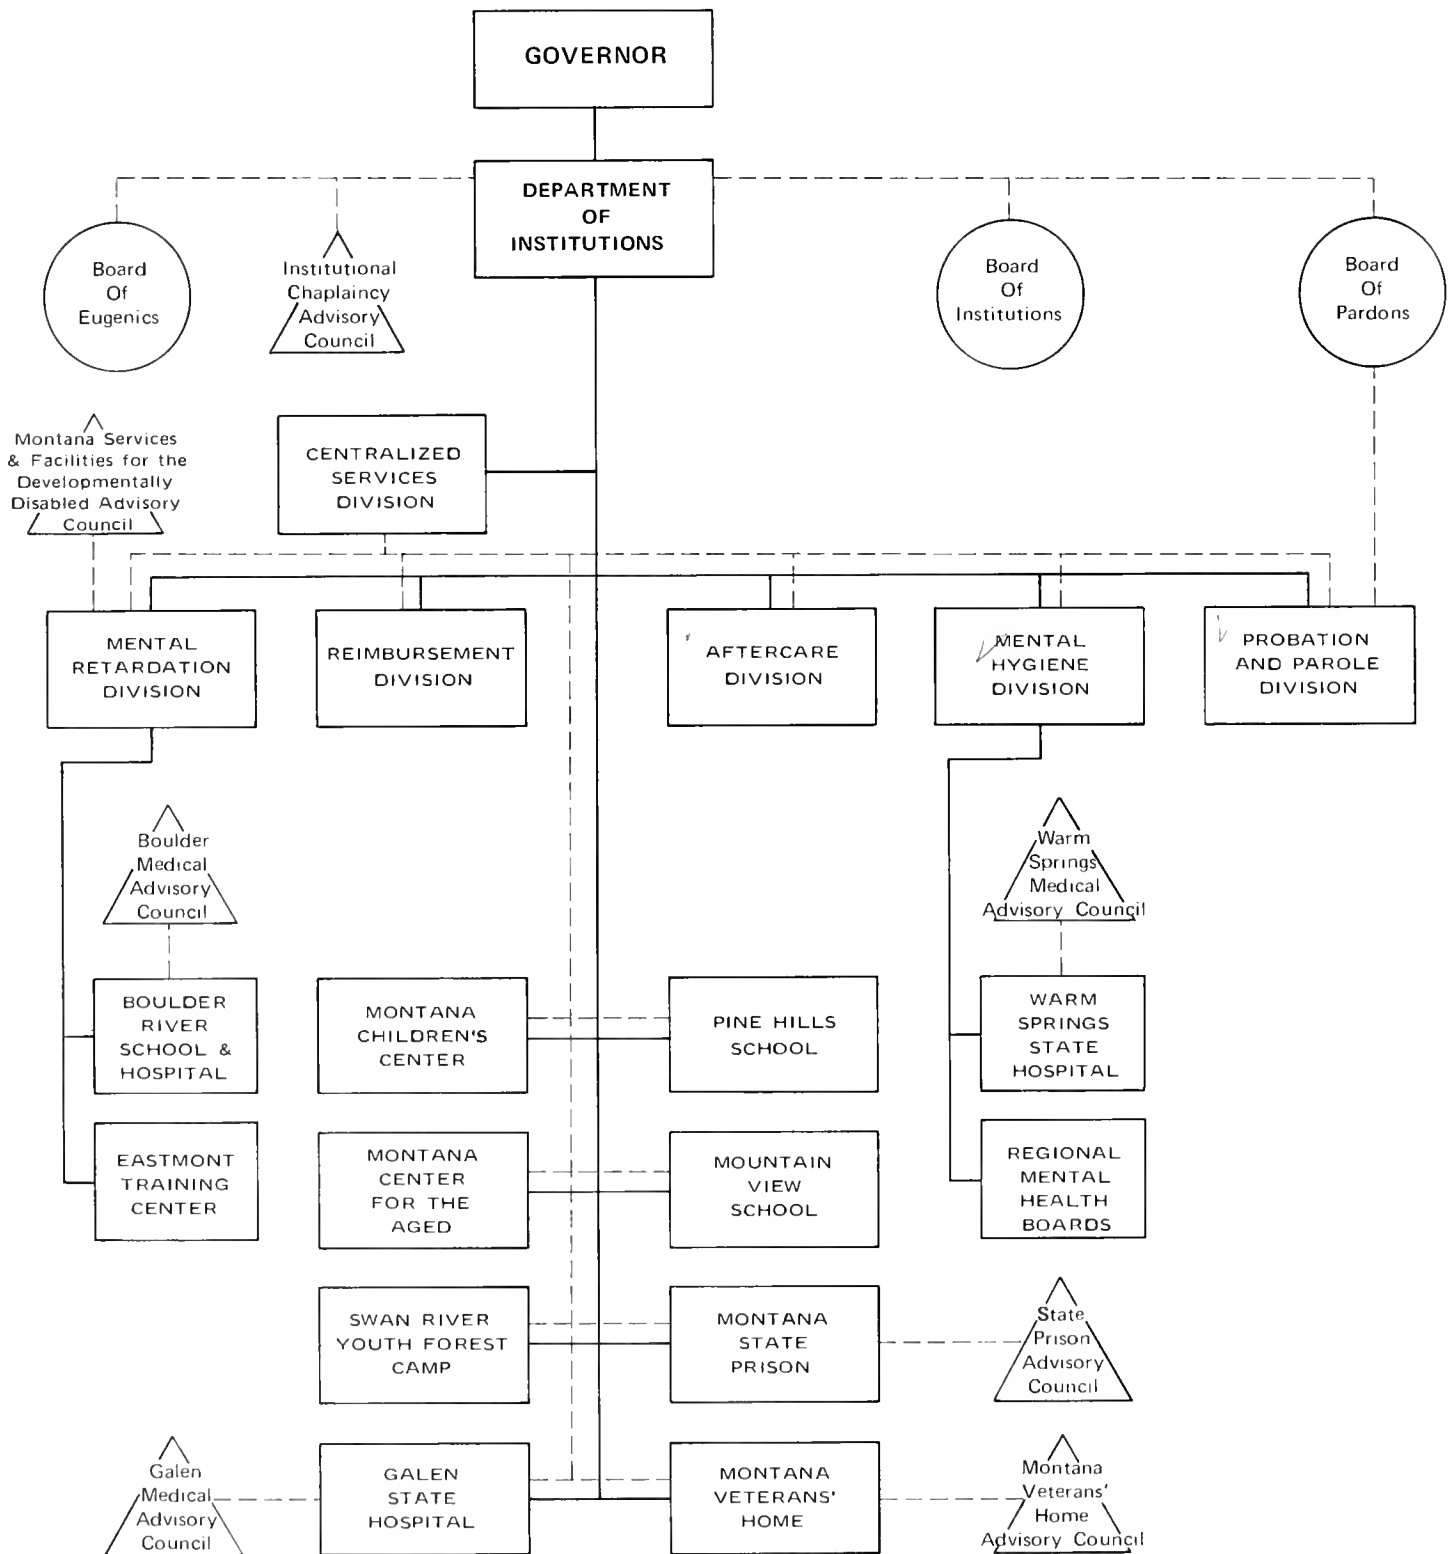 GOVERNOR
DEPARTMENT
OF
INSTITUTIONS
Board
Of
Eugenics
Institutional
Chaplaincy
Advisory
Council
Board
Of
Institutions
Board
Of
Pardons
Montana Services
& Facilities for the
Developmentally
Disabled Advisory
Council
CENTRALIZED
SERVICES
DIVISION
MENTAL
RETARDATION
DIVISION
REIMBURSEMENT
DIVISION
AFTERCARE
DIVISION
MENTAL
HYGIENE
DIVISION
PROBATION
AND PAROLE
DIVISION
Boulder
Medical
Advisory
Council
Warm
Springs
Medical
Advisory Council
BOULDER
RIVER
SCHOOL &
HOSPITAL
MONTANA
CHILDREN'S
CENTER
PINE HILLS
SCHOOL
WARM
SPRINGS
STATE
HOSPITAL
EASTMONT
TRAINING
CENTER
MONTANA
CENTER
FOR THE
AGED
MOUNTAIN
VIEW
SCHOOL
REGIONAL
MENTAL
HEALTH
BOARDS
SWAN RIVER
YOUTH FOREST
CAMP
MONTANA
STATE
PRISON
State
Prison
Advisory
Council
Galen
Medical
Advisory
Council
GALEN
STATE
HOSPITAL
MONTANA
VETERANS'
HOME
Montana
Veterans'
Home
Advisory Council